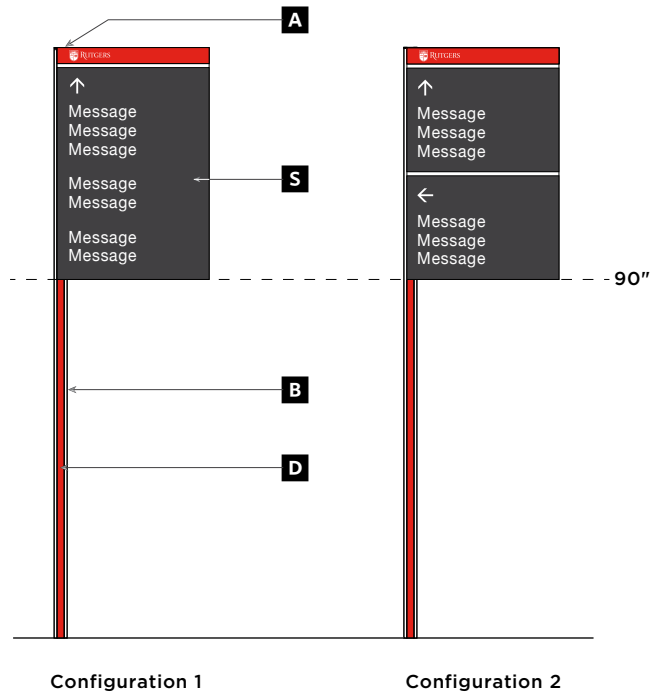 A
RUTGERS
↑
Message
Message
Message
Message
Message
Message
Message
S
RUTGERS
↑
Message
Message
Message
←
Message
Message
Message
90"
B
D
Configuration 1
Configuration 2